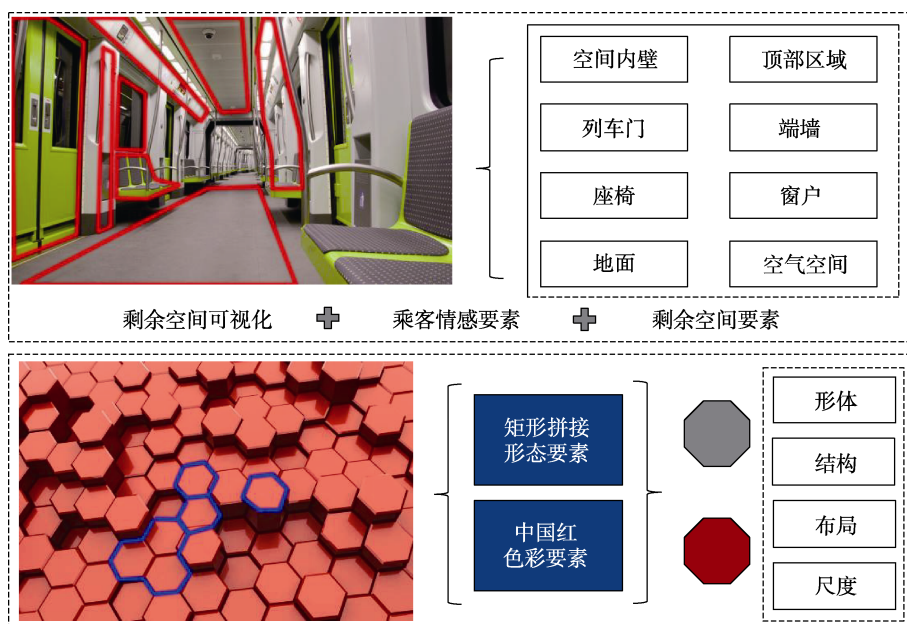 空间内壁
顶部区域
列车门
端墙
座椅
窗户
地面
空气空间
剩余空间可视化
乘客情感要素
剩余空间要素
矩形拼接
形态要素
中国红
色彩要素
形体
结构
布局
尺度